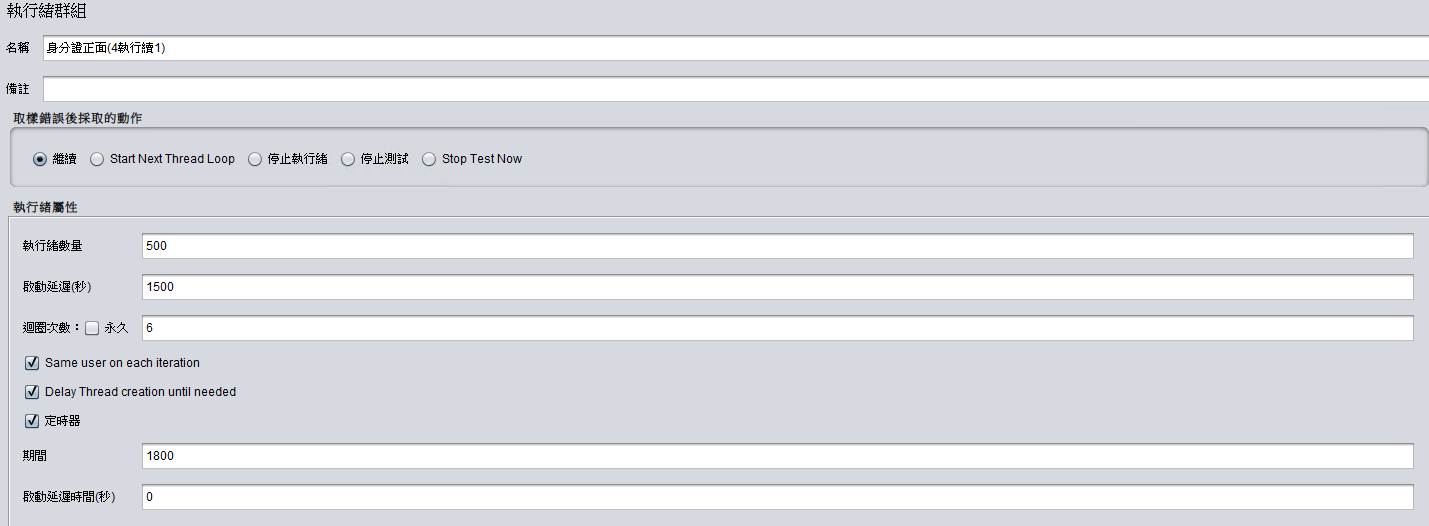 執行緒群組
名稱 身分證正面(4執行續1)
備註
取樣錯誤後採取的動作
繼續 Start Next Thread Loop 停止執行緒 停止測試 Stop Test Now
執行緒屬性
執行緒數量 500
啟動延遲(秒) 1500
迴圈次數： 永久 6
Same user on each iteration
Delay Thread creation until needed
定時器
期間 1800
啟動延遲時間(秒) 0